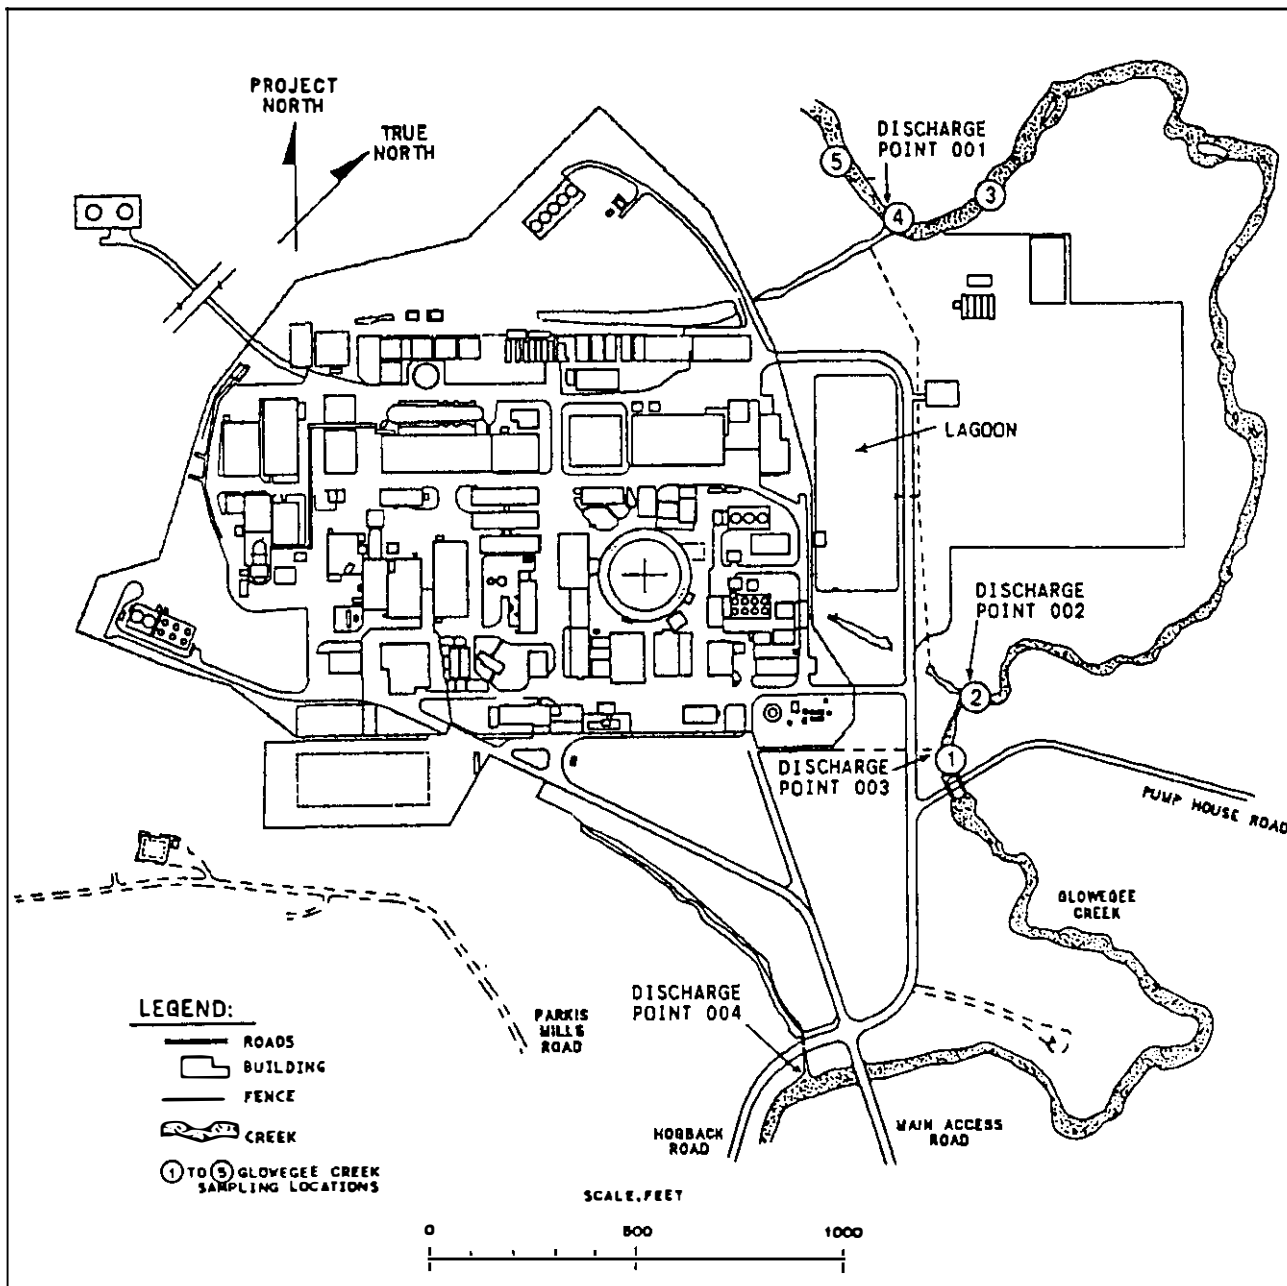 PROJECT
NORTH
TRUE
NORTH
DISCHARGE
POINT 001
5
4
3
LAGOON
DISCHARGE
POINT 002
2
1
DISCHARGE
POINT 003
PUMP HOUSE ROAD
GLOWEGEE
CREEK
DISCHARGE
POINT 004
PARKIS
MILLS
ROAD
LEGEND:
ROADS
BUILDING
FENCE
CREEK
1 TO 5 GLOWEGEE CREEK
SAMPLING LOCATIONS
HOGBACK
ROAD
MAIN ACCESS
ROAD
SCALE, FEET
0 500 1000